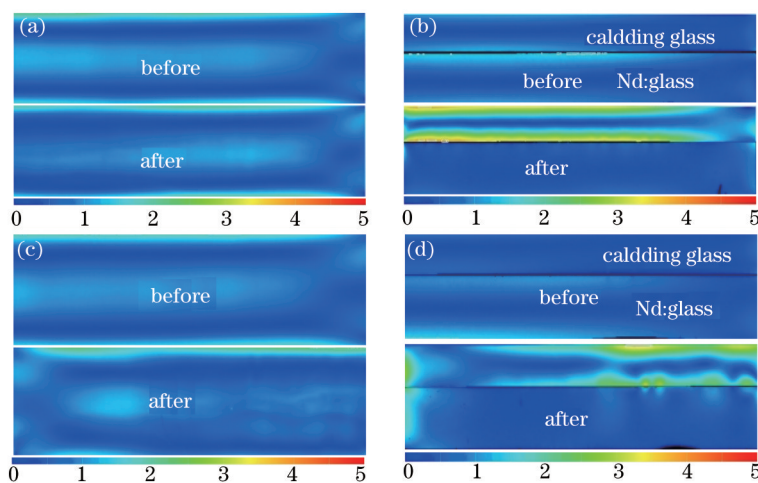 (a)
before
after
0 1 2 3 4 5
(b)
caldding glass
before Nd:glass
after
0 1 2 3 4 5
(c)
before
after
0 1 2 3 4 5
(d)
caldding glass
before
Nd:glass
after
0 1 2 3 4 5